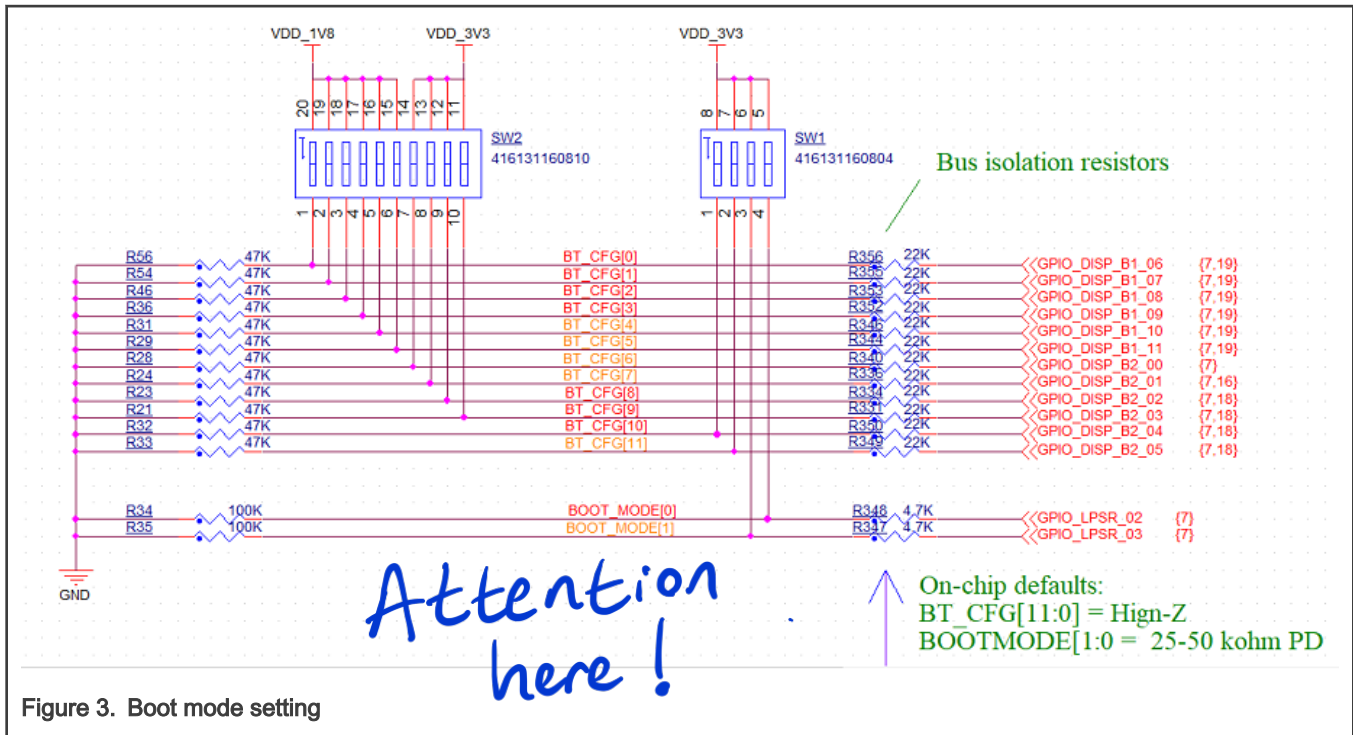 VDD_1V8 VDD_3V3 VDD_3V3
20 19 18 17 16 15 14 13 12 11 8 7 6 5
SW2 SW1
416131160810 416131160804
Bus isolation resistors
1 2 3 4 5 6 7 8 9 10 1 2 3 4
R56 47K BT_CFG[0] R356 22K GPIO_DISP_B1_06 {7,19}
R54 47K BT_CFG[1] R355 22K GPIO_DISP_B1_07 {7,19}
R46 47K BT_CFG[2] R353 22K GPIO_DISP_B1_08 {7,19}
R36 47K BT_CFG[3] R352 22K GPIO_DISP_B1_09 {7,19}
R31 47K BT_CFG[4] R346 22K GPIO_DISP_B1_10 {7,19}
R29 47K BT_CFG[5] R344 22K GPIO_DISP_B1_11 {7,19}
R28 47K BT_CFG[6] R340 22K GPIO_DISP_B2_00 {7}
R24 47K BT_CFG[7] R336 22K GPIO_DISP_B2_01 {7,16}
R23 47K BT_CFG[8] R334 22K GPIO_DISP_B2_02 {7,18}
R21 47K BT_CFG[9] R331 22K GPIO_DISP_B2_03 {7,18}
R32 47K BT_CFG[10] R350 22K GPIO_DISP_B2_04 {7,18}
R33 47K BT_CFG[11] R349 22K GPIO_DISP_B2_05 {7,18}
R34 100K BOOT_MODE[0] R348 4.7K GPIO_LPSR_02 {7}
R35 100K BOOT_MODE[1] R347 4.7K GPIO_LPSR_03 {7}
GND
Attention
here!
On-chip defaults:
BT_CFG[11:0] = Hign-Z
BOOTMODE[1:0 = 25-50 kohm PD
Figure 3. Boot mode setting